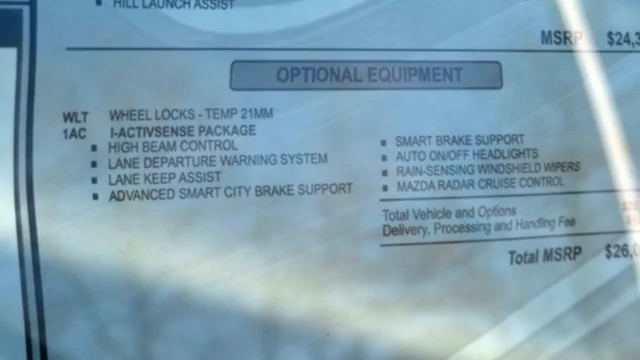 HILL LAUNCH ASSIST
MSRP $24,3
OPTIONAL EQUIPMENT
WLT WHEEL LOCKS - TEMP 21MM
1AC I-ACTIVSENSE PACKAGE
▪ HIGH BEAM CONTROL
▪ LANE DEPARTURE WARNING SYSTEM
▪ LANE KEEP ASSIST
▪ ADVANCED SMART CITY BRAKE SUPPORT
▪ SMART BRAKE SUPPORT
▪ AUTO ON/OFF HEADLIGHTS
▪ RAIN-SENSING WINDSHIELD WIPERS
▪ MAZDA RADAR CRUISE CONTROL
Total Vehicle and Options
Delivery, Processing and Handling Fee
Total MSRP $26,0